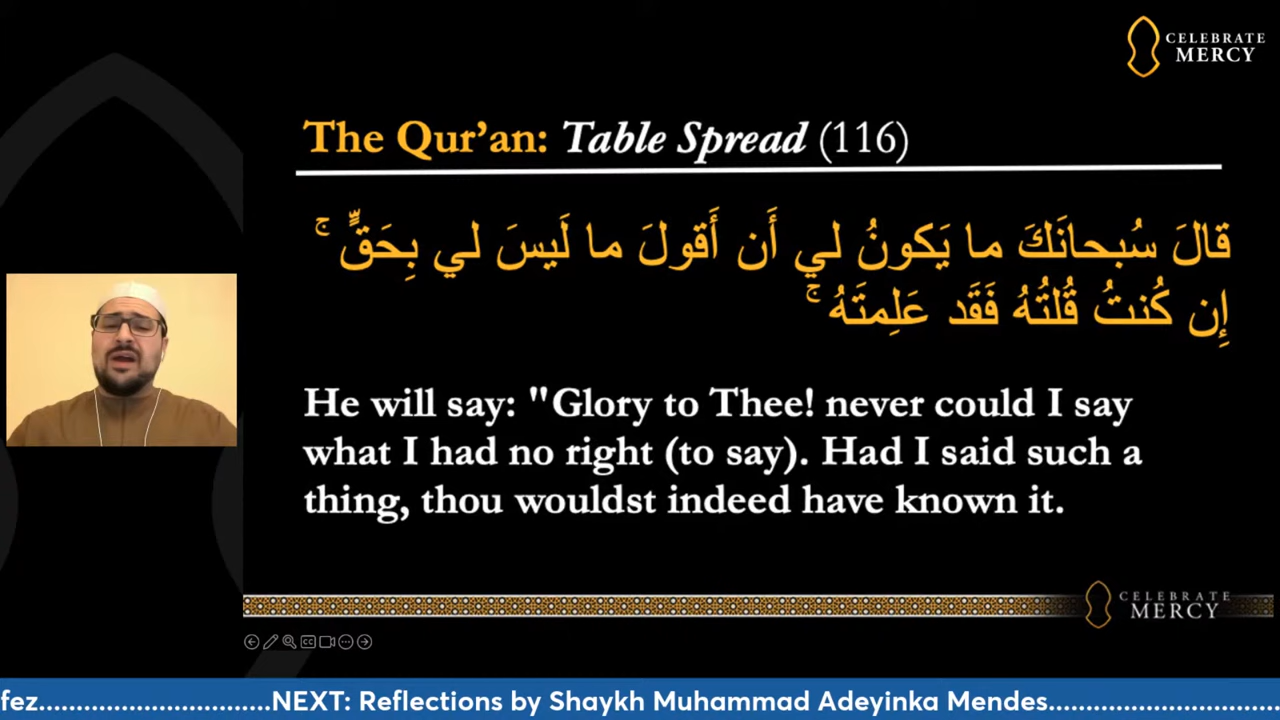 CELEBRATE
MERCY
The Qur’an: Table Spread (116)
قالَ سُبحانَكَ ما يَكونُ لي أَن أَقولَ ما لَيسَ لي بِحَقٍّ ۚ
إِن كُنتُ قُلتُهُ فَقَد عَلِمتَهُ ۚ
He will say: "Glory to Thee! never could I say
what I had no right (to say). Had I said such a
thing, thou wouldst indeed have known it.
CELEBRATE
MERCY
CC
fez...............................NEXT: Reflections by Shaykh Muhammad Adeyinka Mendes...............................